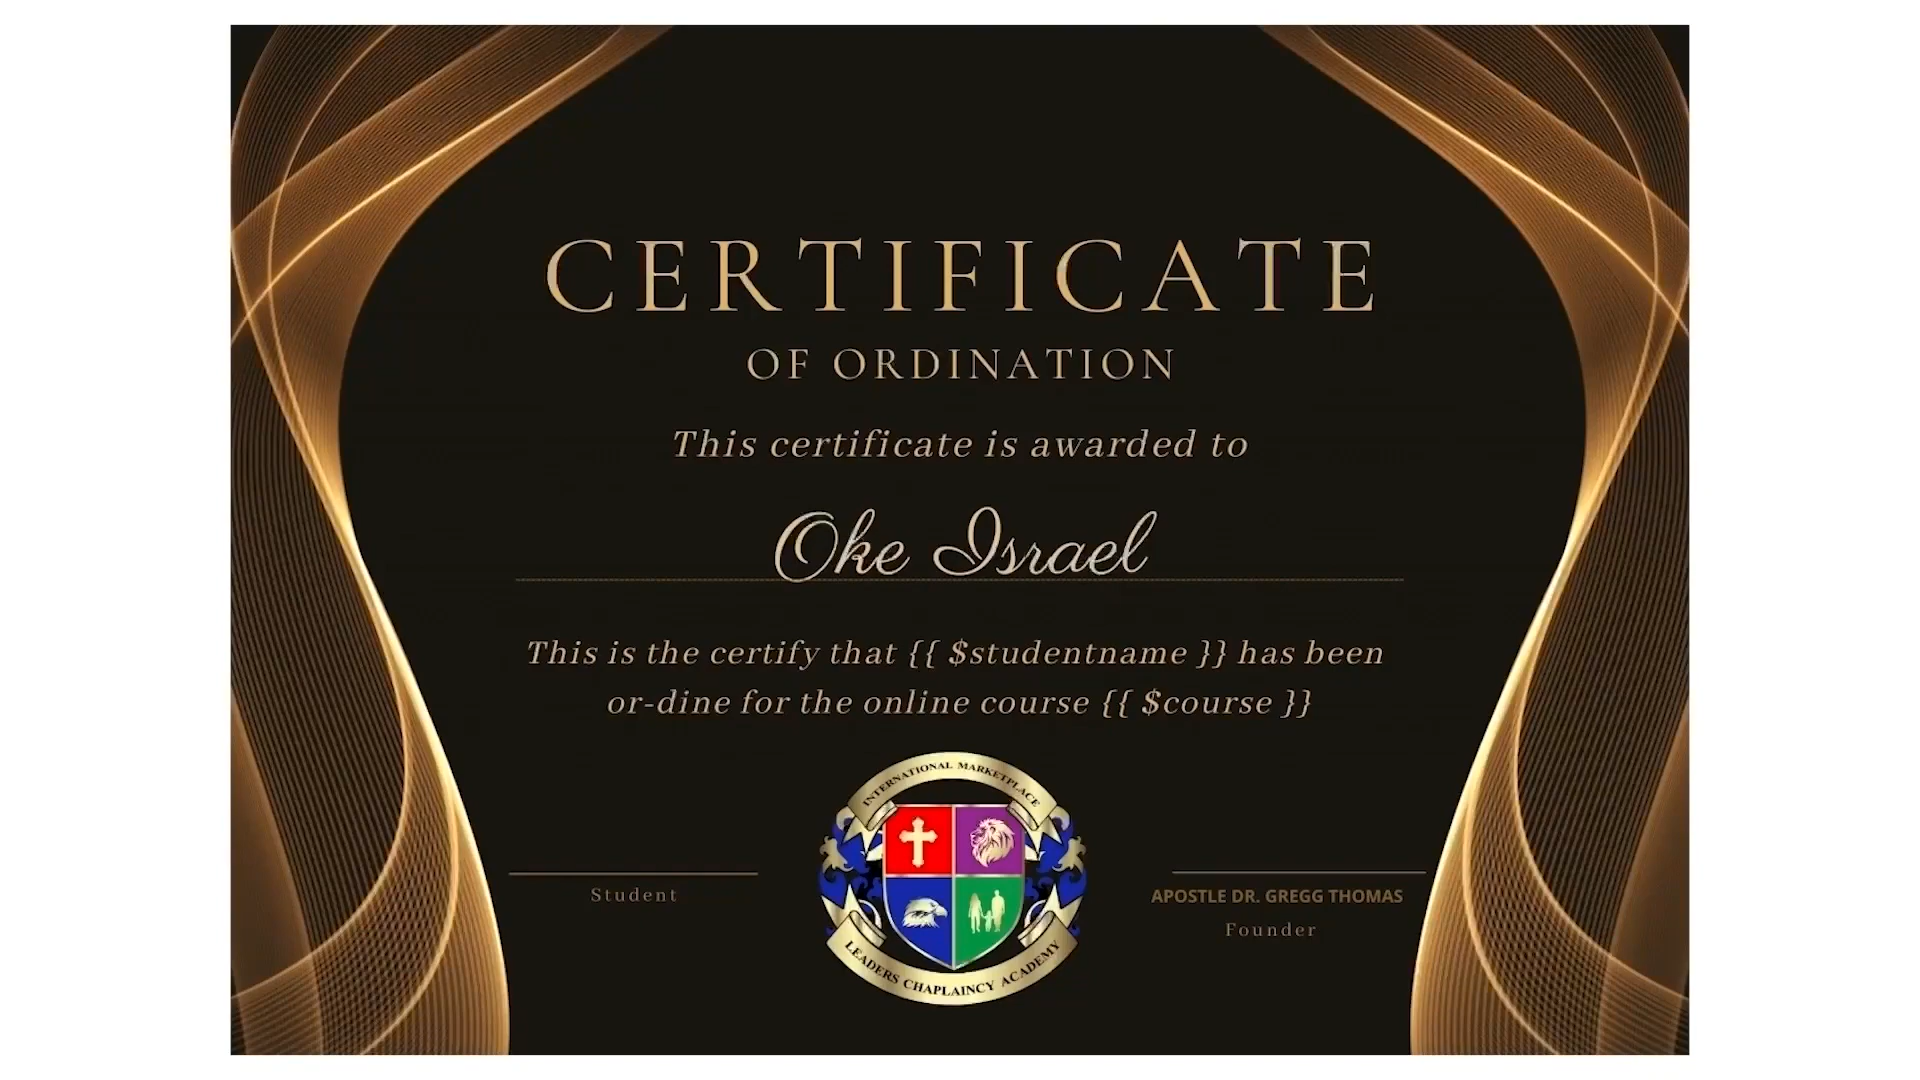 CERTIFICATE
OF ORDINATION
This certificate is awarded to
Oke Israel
This is the certify that {{ $studentname }} has been
or-dine for the online course {{ $course }}
INTERNATIONAL MARKETPLACE
LEADERS CHAPLAINCY ACADEMY
Student
APOSTLE DR. GREGG THOMAS
Founder